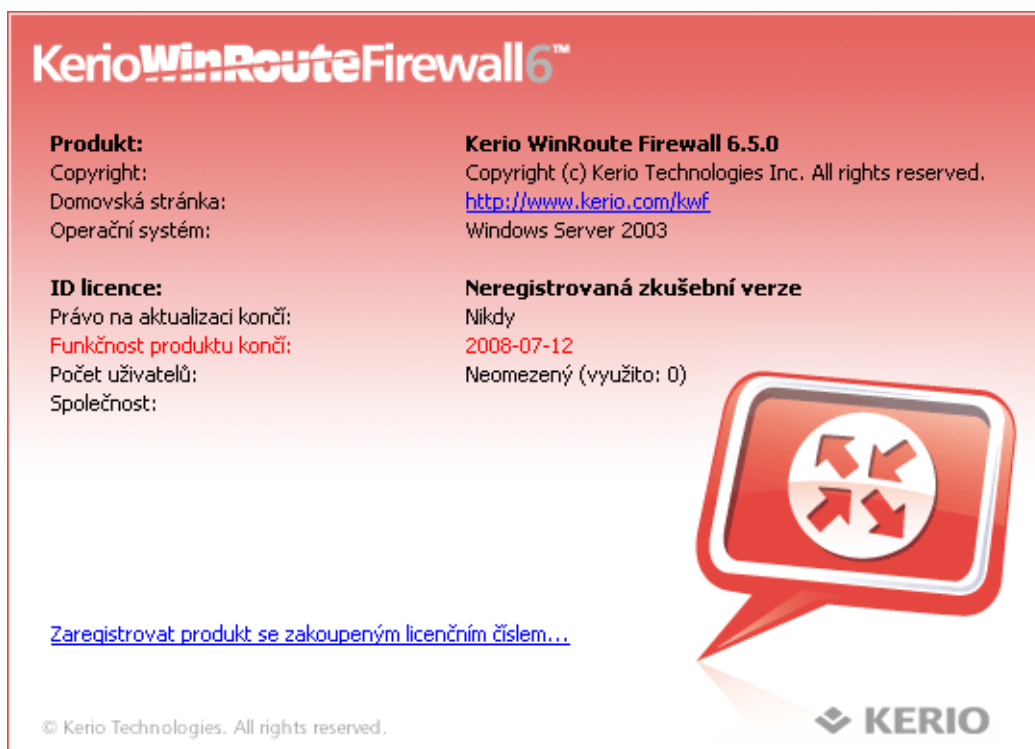 KerioWinRouteFirewall6™
Produkt: Kerio WinRoute Firewall 6.5.0
Copyright: Copyright (c) Kerio Technologies Inc. All rights reserved.
Domovská stránka: http://www.kerio.com/kwf
Operační systém: Windows Server 2003
ID licence: Neregistrovaná zkušební verze
Právo na aktualizaci končí: Nikdy
Funkčnost produktu končí: 2008-07-12
Počet uživatelů: Neomezený (využito: 0)
Společnost:
Zaregistrovat produkt se zakoupeným licenčním číslem...
© Kerio Technologies. All rights reserved.
KERIO